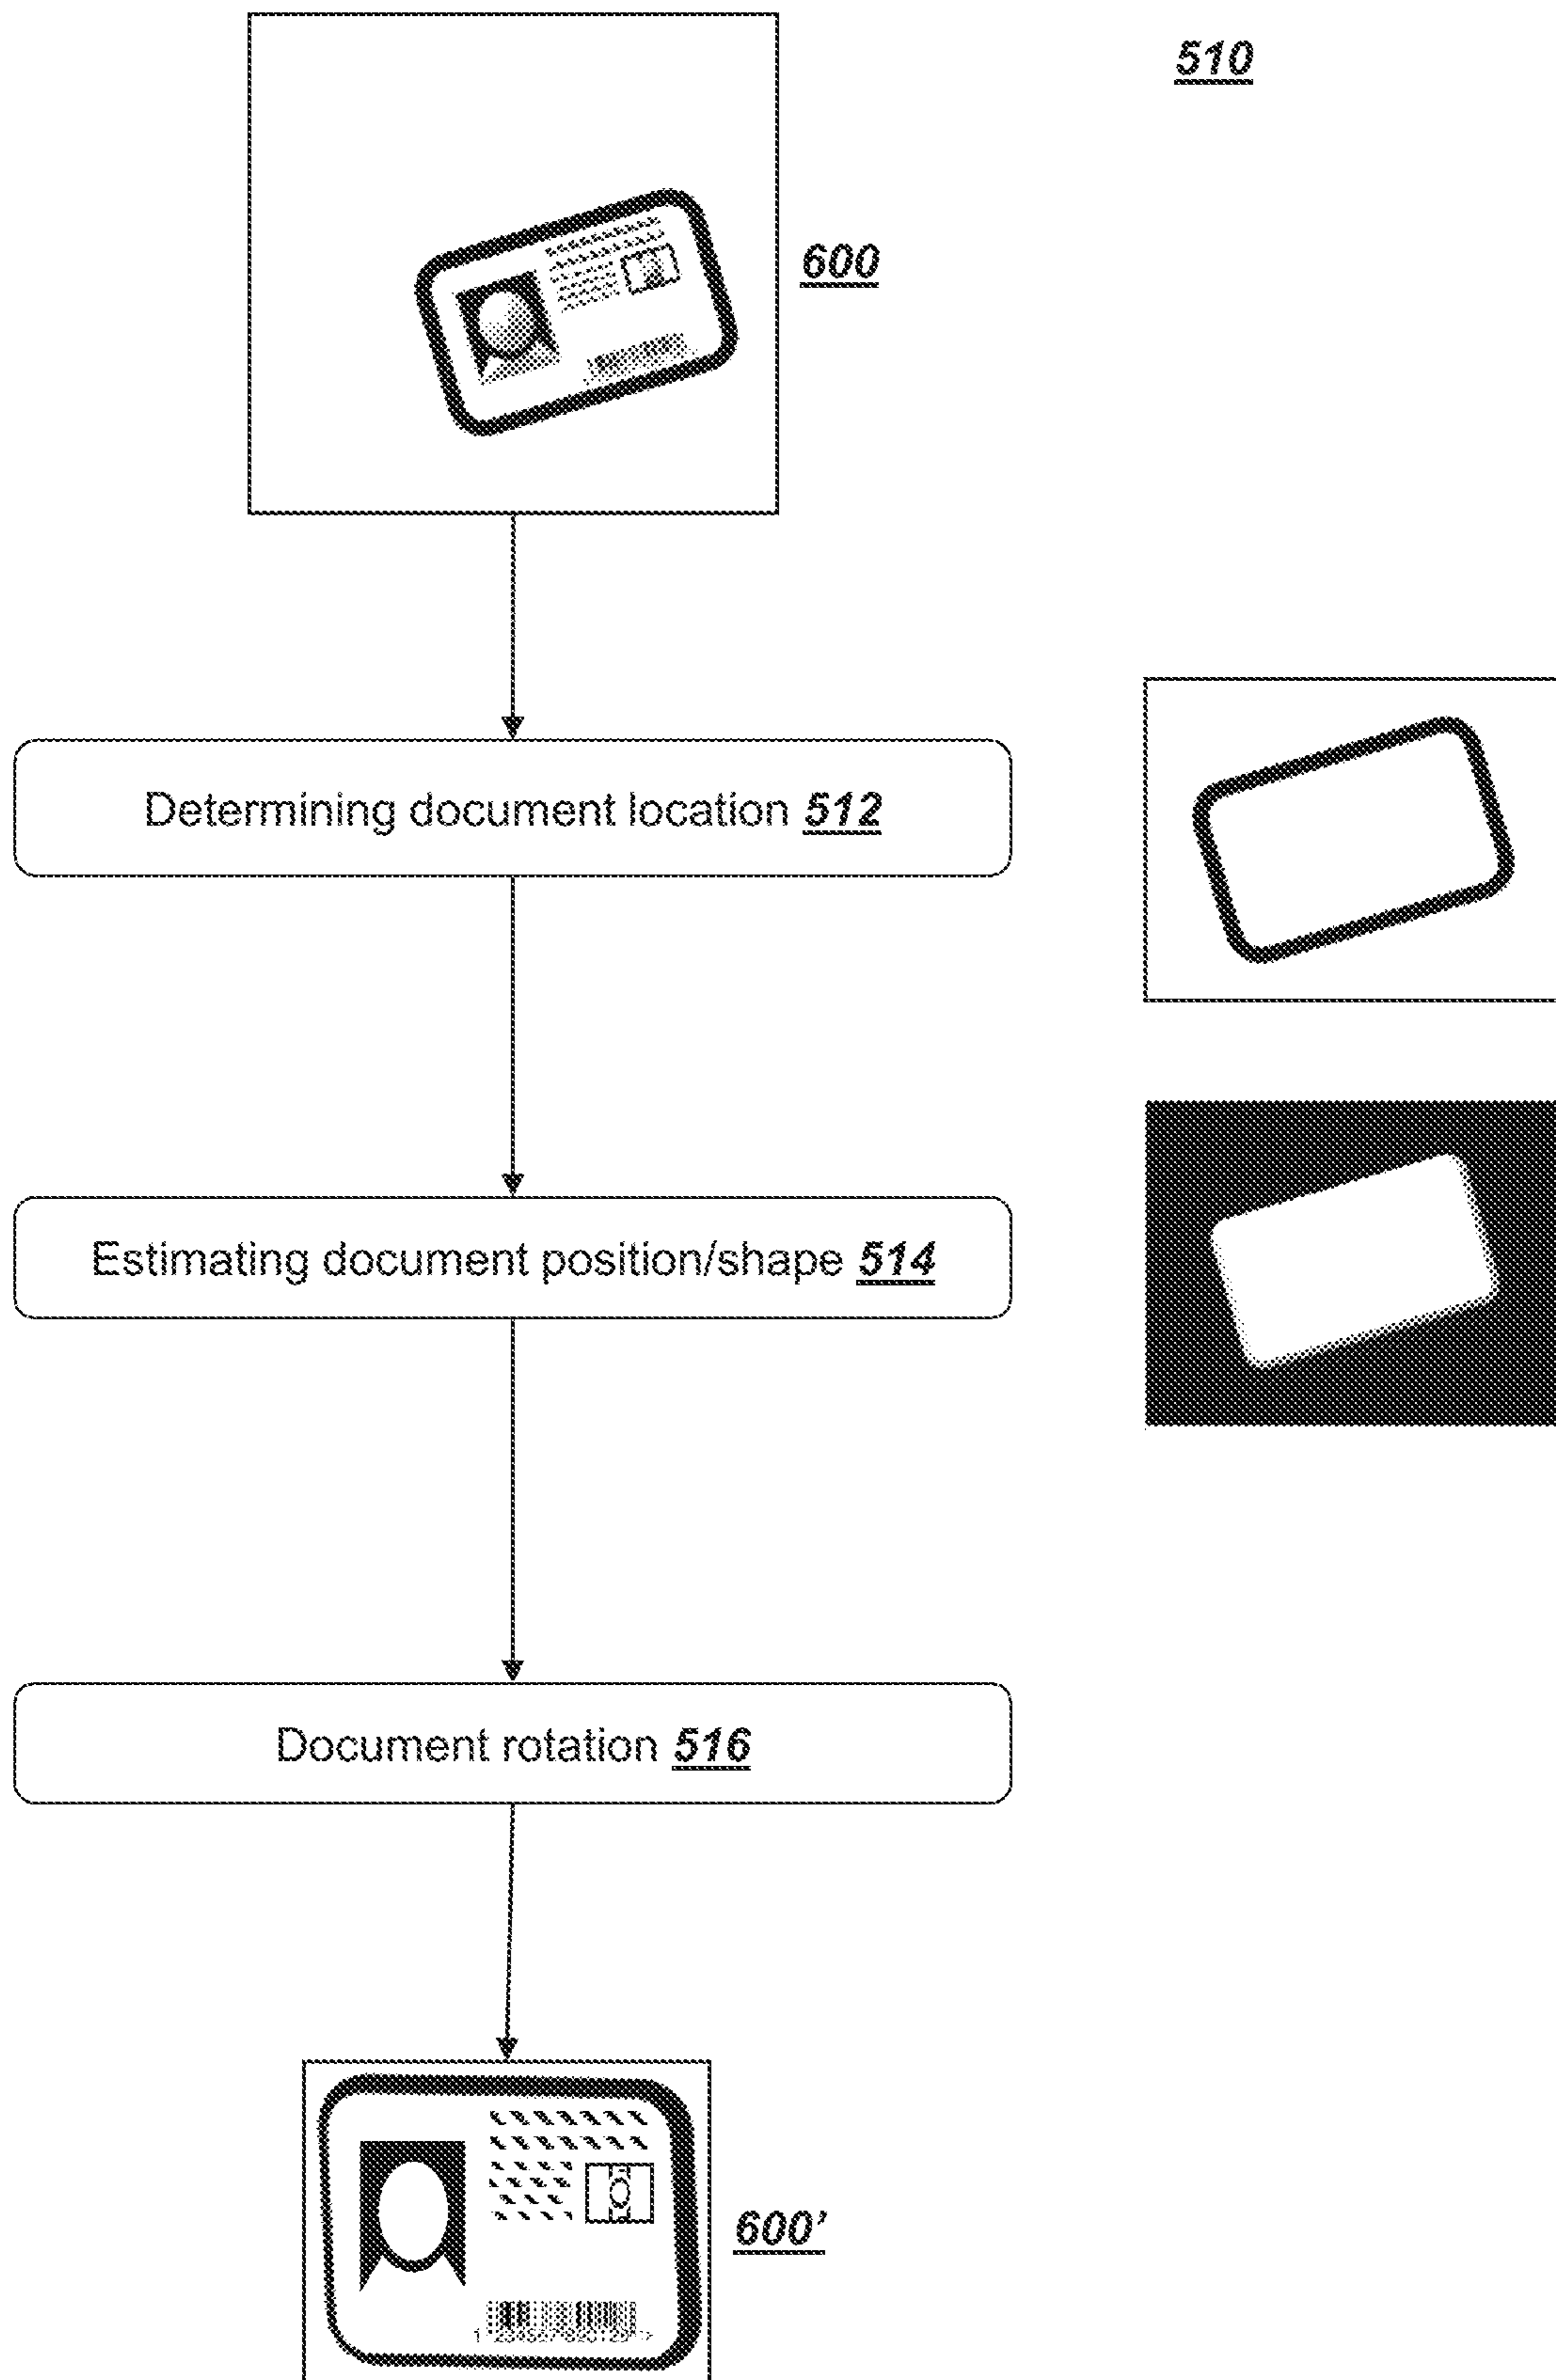 510
600
Determining document location 512
Estimating document position/shape 514
Document rotation 516
600’